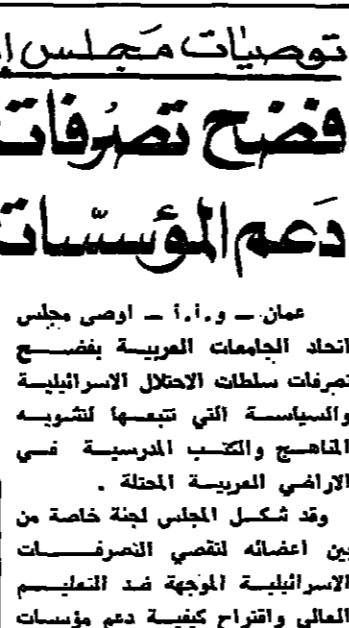 توصيات مجلس
فضح تصرفات
دعم المؤسسات
عمان ــ و.أ.أ ــ اوصى مجلس
اتحاد الجامعات العربية بفضح
تصرفات سلطات الاحتلال الاسرائيلية
والسياسة التي تتبعها لتشويه
المناهج والكتب المدرسية في
الاراضي العربية المحتلة .
وقد شكل المجلس لجنة خاصة من
بين اعضائه لتقصي التصرفات
الاسرائيلية الموجهة ضد التعليم
العالي واقتراح كيفية دعم مؤسسات